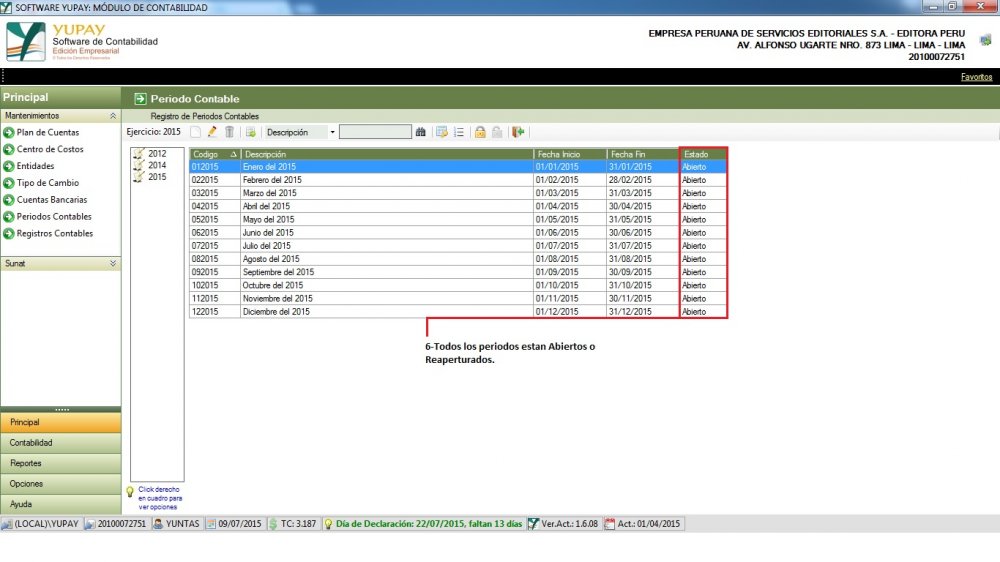 SOFTWARE YUPAY: MÓDULO DE CONTABILIDAD
YUPAY
Software de Contabilidad
Edición Empresarial
© Todos los Derechos Reservados
EMPRESA PERUANA DE SERVICIOS EDITORIALES S.A. - EDITORA PERU
AV. ALFONSO UGARTE NRO. 873 LIMA - LIMA - LIMA
20100072751
Favoritos
Principal
Periodo Contable
Mantenimientos
Registro de Periodos Contables
Ejercicio: 2015
Descripción
Plan de Cuentas
Centro de Costos
Entidades
Tipo de Cambio
Cuentas Bancarias
Periodos Contables
Registros Contables
Sunat
2012
2014
2015
Codigo Descripción Fecha Inicio Fecha Fin Estado
012015 Enero del 2015 01/01/2015 31/01/2015 Abierto
022015 Febrero del 2015 01/02/2015 28/02/2015 Abierto
032015 Marzo del 2015 01/03/2015 31/03/2015 Abierto
042015 Abril del 2015 01/04/2015 30/04/2015 Abierto
052015 Mayo del 2015 01/05/2015 31/05/2015 Abierto
062015 Junio del 2015 01/06/2015 30/06/2015 Abierto
072015 Julio del 2015 01/07/2015 31/07/2015 Abierto
082015 Agosto del 2015 01/08/2015 31/08/2015 Abierto
092015 Septiembre del 2015 01/09/2015 30/09/2015 Abierto
102015 Octubre del 2015 01/10/2015 31/10/2015 Abierto
112015 Noviembre del 2015 01/11/2015 30/11/2015 Abierto
122015 Diciembre del 2015 01/12/2015 31/12/2015 Abierto
6-Todos los periodos estan Abiertos o
Reaperturados.
Principal
Contabilidad
Reportes
Opciones
Ayuda
Click derecho
en cuadro para
ver opciones
(LOCAL)\YUPAY 20100072751 YUNTAS 09/07/2015 TC: 3.187 Día de Declaración: 22/07/2015, faltan 13 días Ver.Act.: 1.6.08 Act.: 01/04/2015